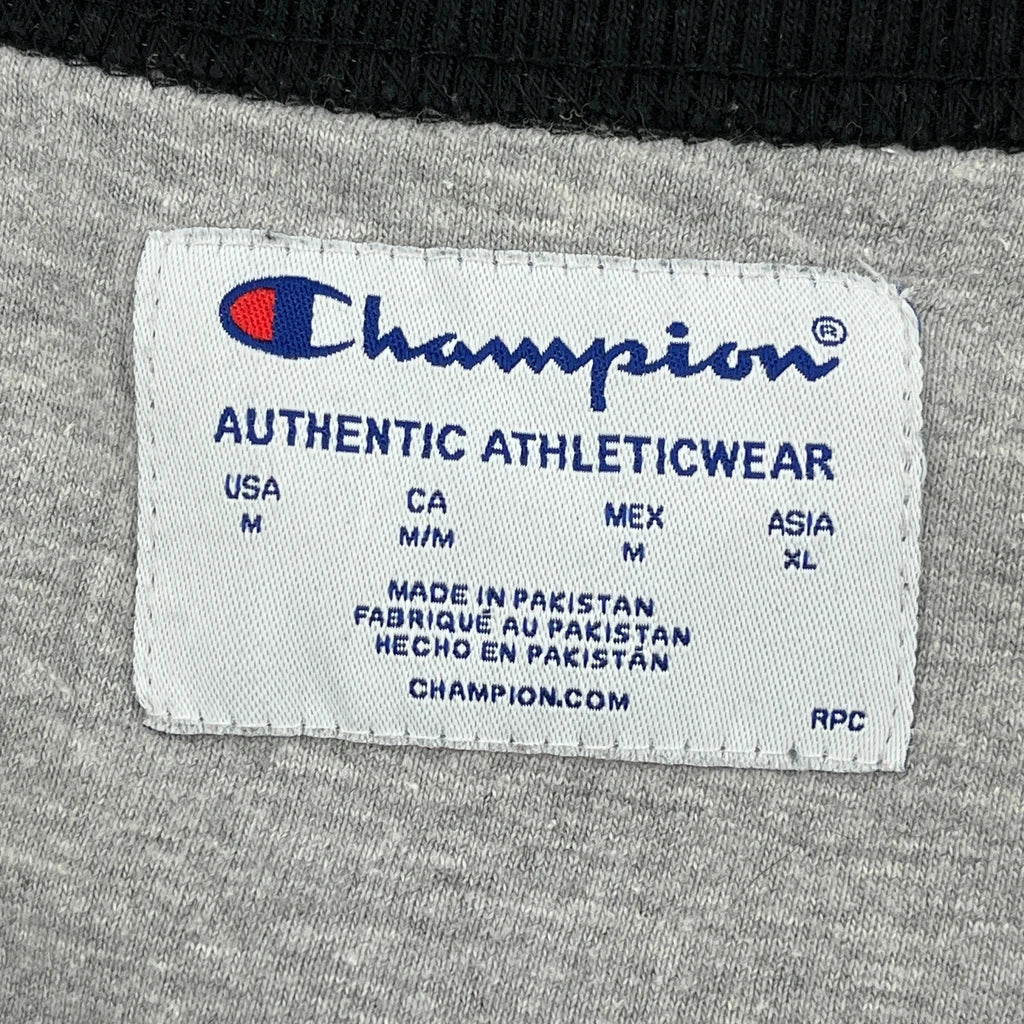 Champion®
AUTHENTIC ATHLETICWEAR
USA CA MEX ASIA
M M/M M XL
MADE IN PAKISTAN
FABRIQUÉ AU PAKISTAN
HECHO EN PAKISTÁN
CHAMPION.COM
RPC